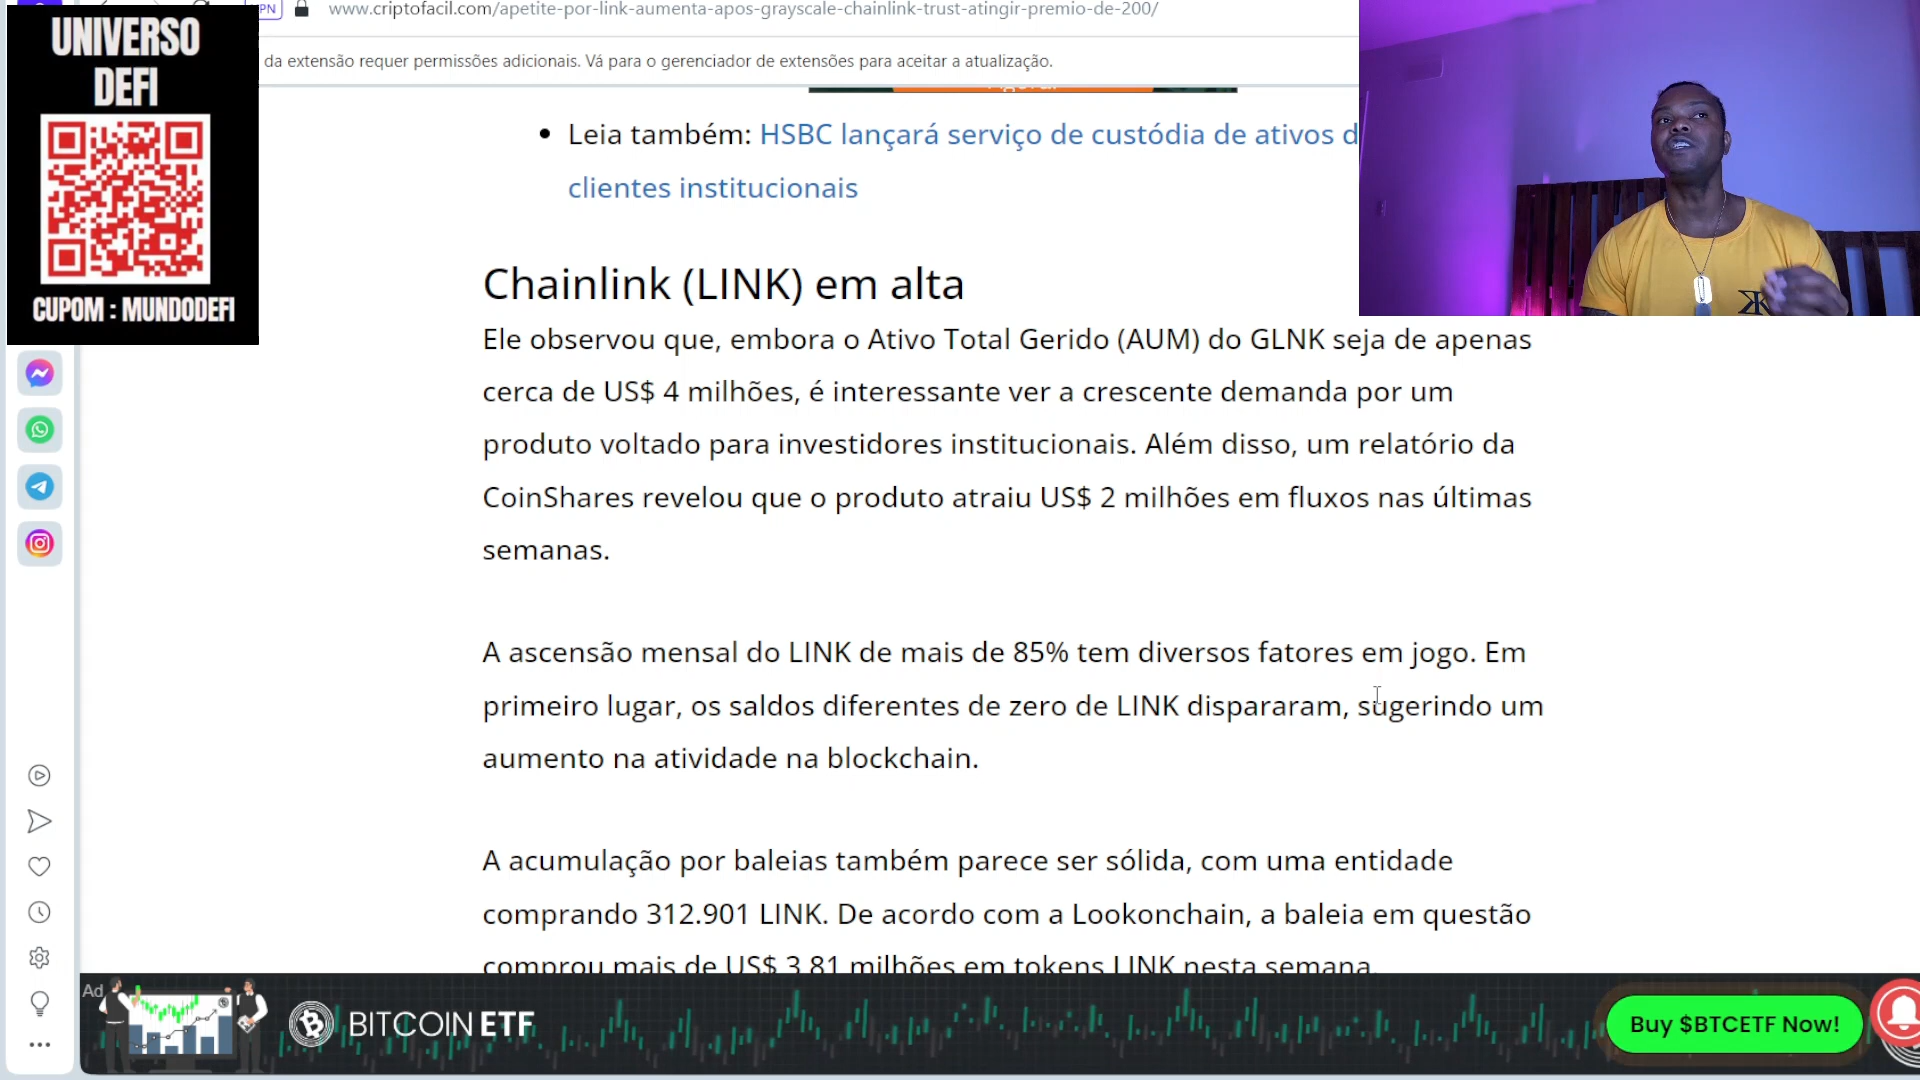 UNIVERSO
DEFI
CUPOM : MUNDODEFI
PN
www.criptofacil.com/apetite-por-link-aumenta-apos-grayscale-chainlink-trust-atingir-premio-de-200/
da extensão requer permissões adicionais. Vá para o gerenciador de extensões para aceitar a atualização.
Leia também: HSBC lançará serviço de custódia de ativos d
clientes institucionais
Chainlink (LINK) em alta
Ele observou que, embora o Ativo Total Gerido (AUM) do GLNK seja de apenas
cerca de US$ 4 milhões, é interessante ver a crescente demanda por um
produto voltado para investidores institucionais. Além disso, um relatório da
CoinShares revelou que o produto atraiu US$ 2 milhões em fluxos nas últimas
semanas.
A ascensão mensal do LINK de mais de 85% tem diversos fatores em jogo. Em
primeiro lugar, os saldos diferentes de zero de LINK dispararam, sugerindo um
aumento na atividade na blockchain.
A acumulação por baleias também parece ser sólida, com uma entidade
comprando 312.901 LINK. De acordo com a Lookonchain, a baleia em questão
comprou mais de US$ 3,81 milhões em tokens LINK nesta semana.
Ad
BITCOIN ETF
Buy $BTCETF Now!